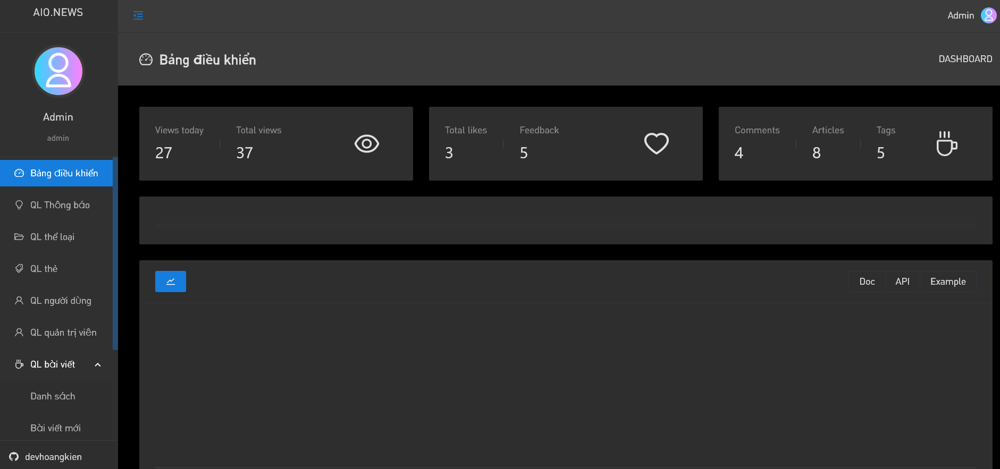 AIO.NEWS
Admin
admin
Bảng điều khiển
QL Thông báo
QL thể loại
QL thẻ
QL người dùng
QL quản trị viên
QL bài viết
Danh sách
Bài viết mới
devhoangkien
Admin
Bảng điều khiển
DASHBOARD
Views today
27
Total views
37
Total likes
3
Feedback
5
Comments
4
Articles
8
Tags
5
Doc
API
Example